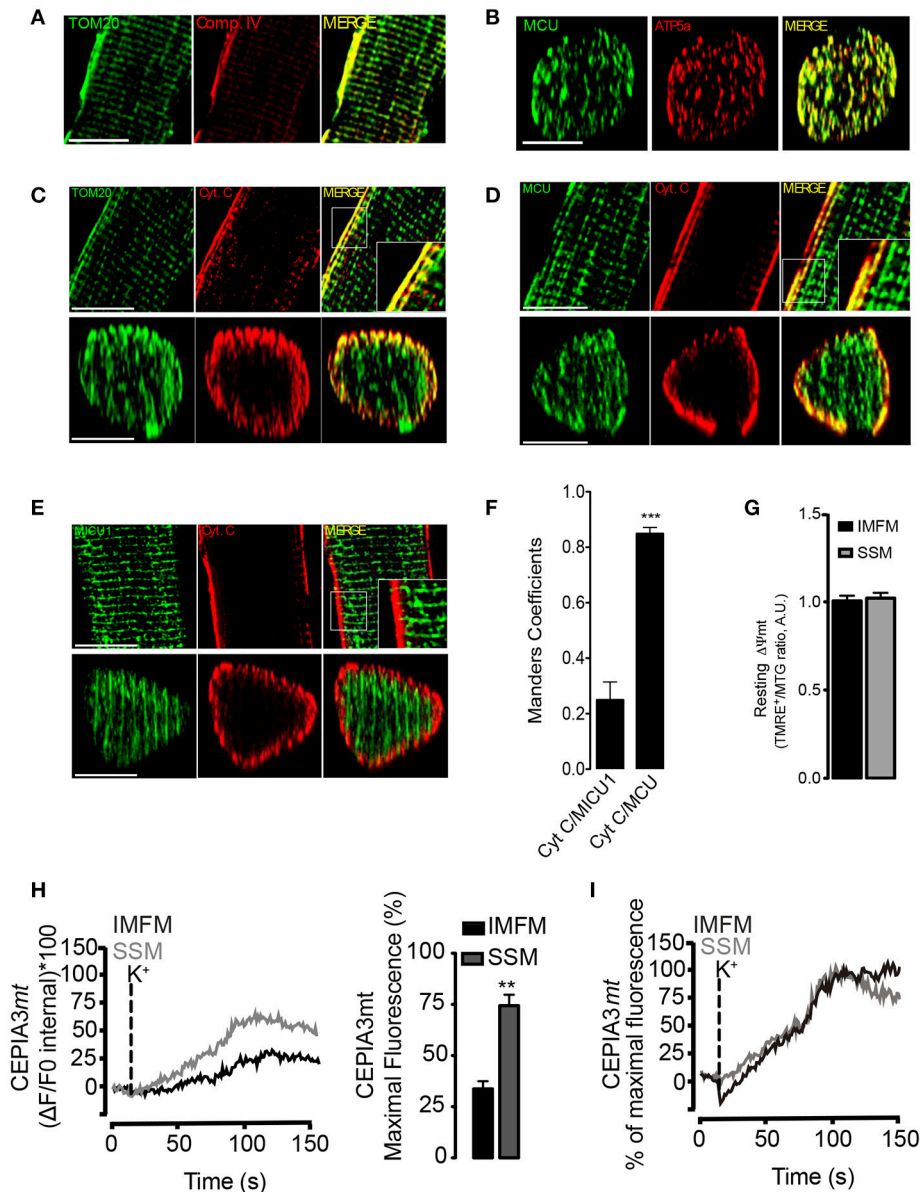 A
TOM20 Comp. IV MERGE
B
MCU ATP5a MERGE
C
TOM20 Cyt. C MERGE
D
MCU Cyt. C MERGE
E
MICU1 Cyt. C MERGE
F
Manders Coefficients
1.0
0.8
0.6
0.4
0.2
0.0
***
Cyt C/MICU1
Cyt C/MCU
G
Resting ΔΨmt
(TMRE+/MTG ratio, A.U.)
1.5
1.0
0.5
0.0
IMFM
SSM
H
CEPIA3mt
(ΔF/F0 internal)*100
IMFM
SSM
K+
150
100
75
50
25
0
0 50 100 150
Time (s)
CEPIA3mt
Maximal Fluorescence (%)
100
75
50
25
IMFM
SSM
**
I
CEPIA3mt
% of maximal fluorescence
IMFM
SSM
K+
150
125
100
75
50
25
0
0 50 100 150
Time (s)